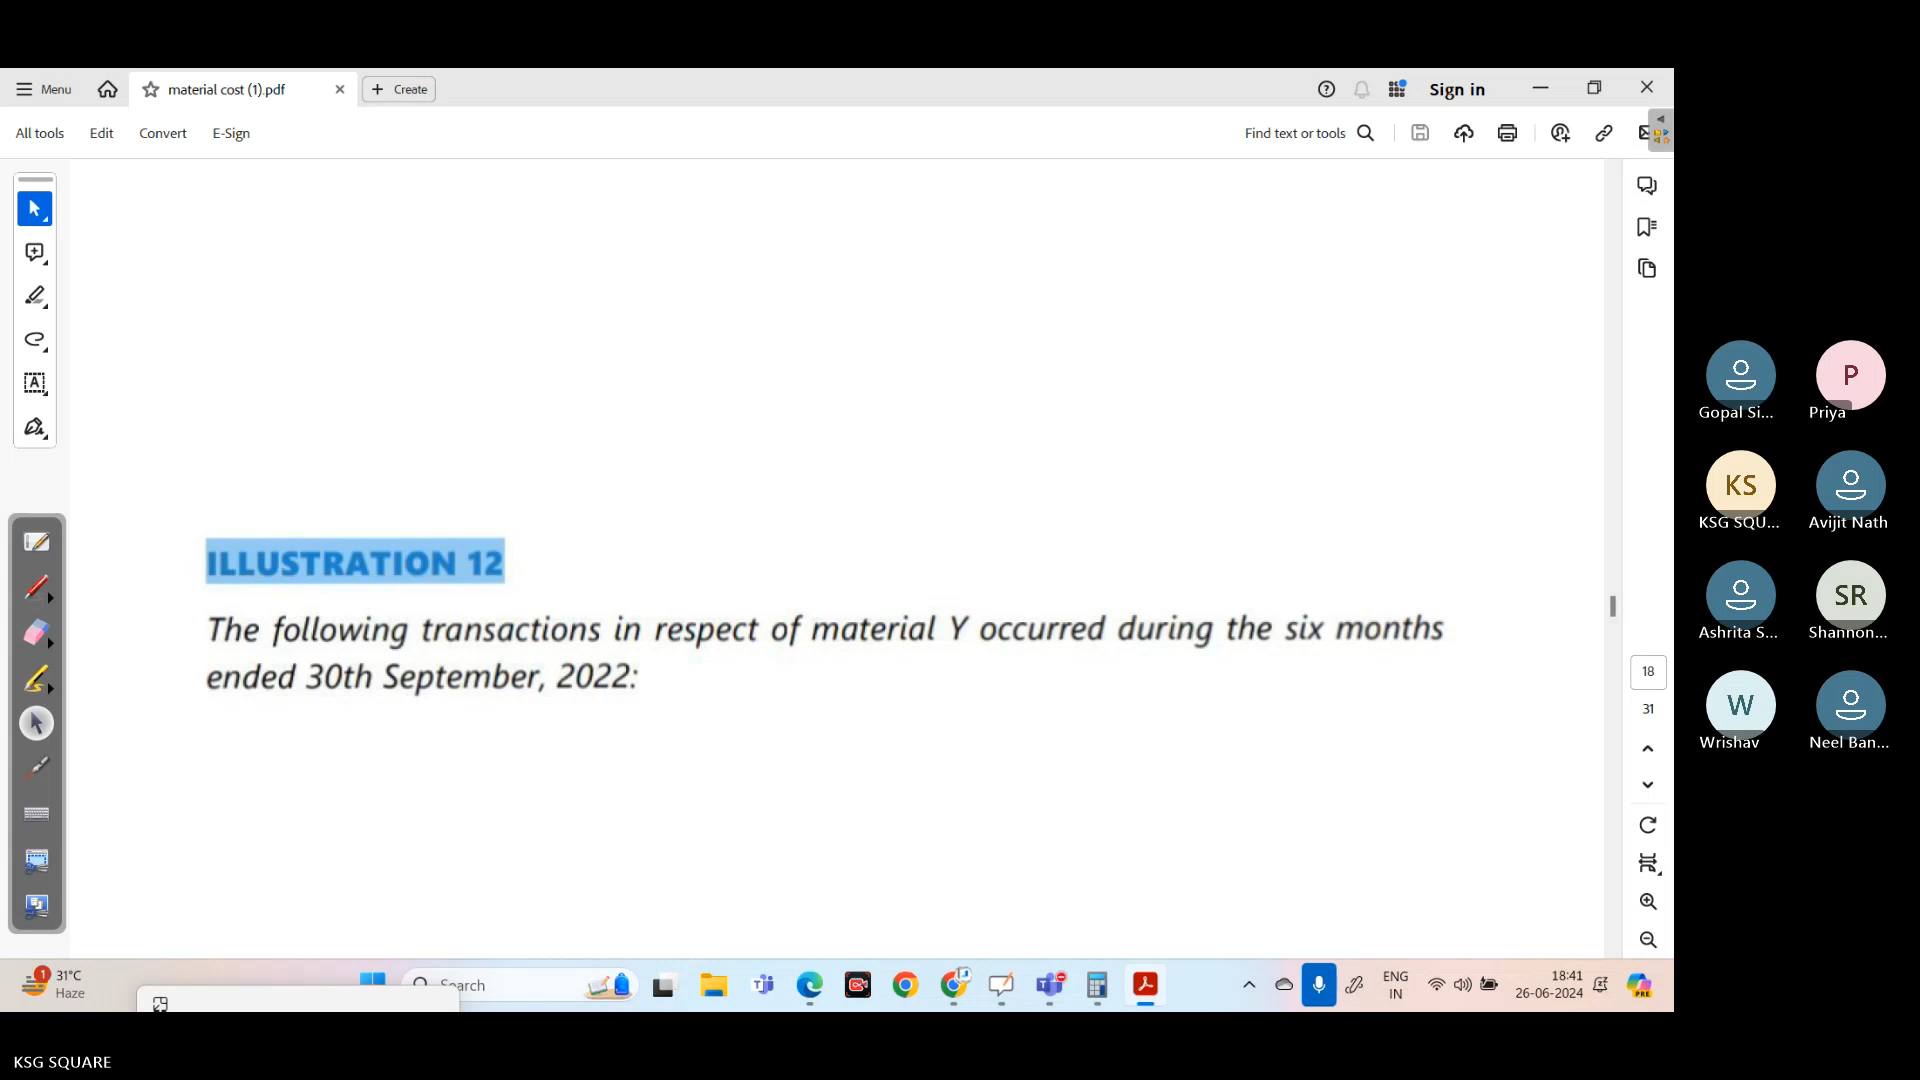 Menu
material cost (1).pdf
Create
Sign in
All tools
Edit
Convert
E-Sign
Find text or tools
ILLUSTRATION 12
The following transactions in respect of material Y occurred during the six months
ended 30th September, 2022:
18
31
Gopal Si...
P
Priya
KS
KSG SQU...
Avijit Nath
Ashrita S...
SR
Shannon...
W
Wrishav
Neel Ban...
1
31°C
Haze
Search
ENG
IN
18:41
26-06-2024
PRE
KSG SQUARE